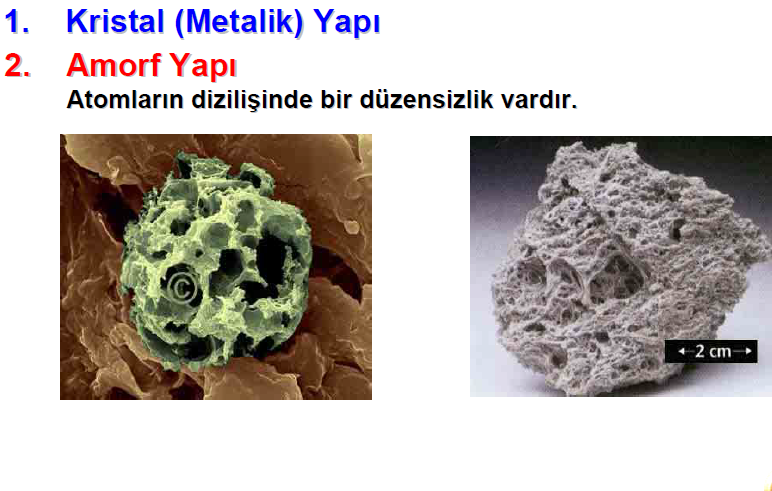 1. Kristal (Metalik) Yapı
2. Amorf Yapı
Atomların dizilişinde bir düzensizlik vardır.
©
2 cm